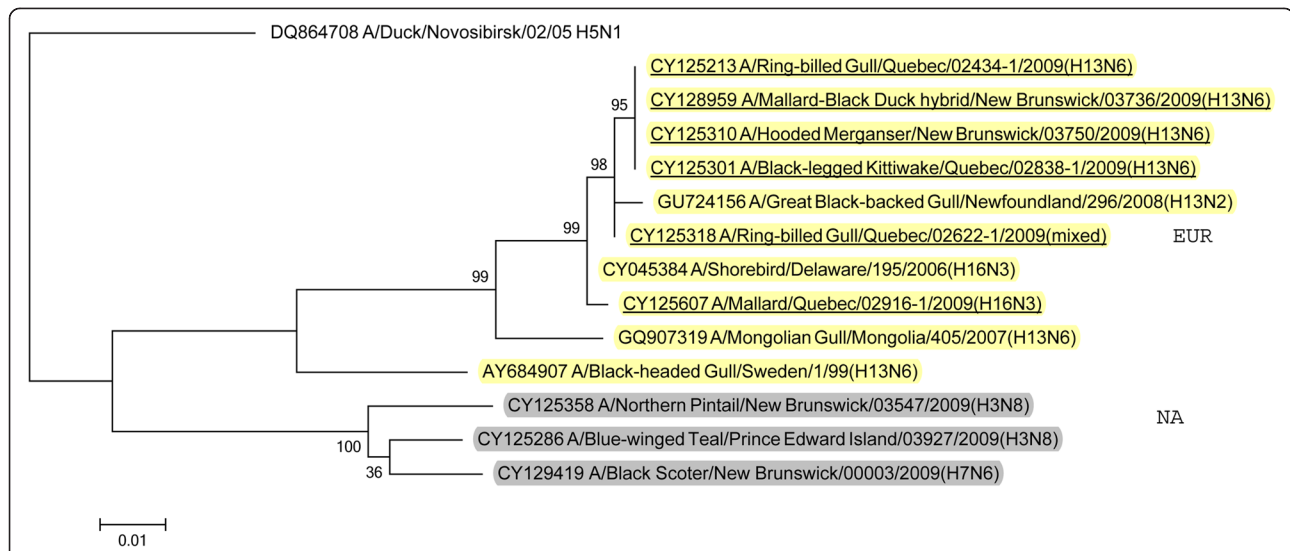 DQ864708 A/Duck/Novosibirsk/02/05 H5N1
CY125213 A/Ring-billed Gull/Quebec/02434-1/2009(H13N6)
95
CY128959 A/Mallard-Black Duck hybrid/New Brunswick/03736/2009(H13N6)
CY125310 A/Hooded Merganser/New Brunswick/03750/2009(H13N6)
98
CY125301 A/Black-legged Kittiwake/Quebec/02838-1/2009(H13N6)
GU724156 A/Great Black-backed Gull/Newfoundland/296/2008(H13N2)
99
CY125318 A/Ring-billed Gull/Quebec/02622-1/2009(mixed)
EUR
CY045384 A/Shorebird/Delaware/195/2006(H16N3)
99
CY125607 A/Mallard/Quebec/02916-1/2009(H16N3)
GQ907319 A/Mongolian Gull/Mongolia/405/2007(H13N6)
AY684907 A/Black-headed Gull/Sweden/1/99(H13N6)
CY125358 A/Northern Pintail/New Brunswick/03547/2009(H3N8)
NA
100
CY125286 A/Blue-winged Teal/Prince Edward Island/03927/2009(H3N8)
36
CY129419 A/Black Scoter/New Brunswick/00003/2009(H7N6)
0.01